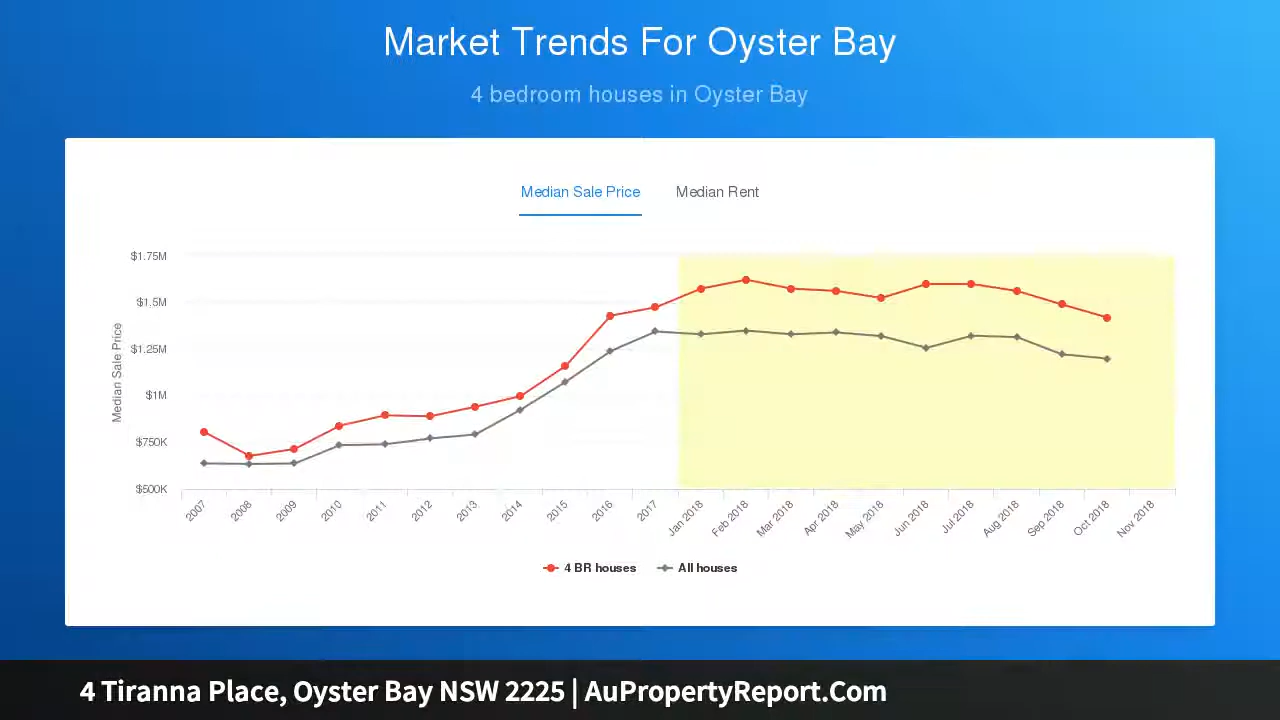 Market Trends For Oyster Bay
4 bedroom houses in Oyster Bay
Median Sale Price Median Rent
Median Sale Price
$1.75M
$1.5M
$1.25M
$1M
$750K
$500K
2007 2008 2009 2010 2011 2012 2013 2014 2015 2016 2017 Jan 2018 Feb 2018 Mar 2018 Apr 2018 May 2018 Jun 2018 Jul 2018 Aug 2018 Sep 2018 Oct 2018 Nov 2018
4 BR houses All houses
4 Tiranna Place, Oyster Bay NSW 2225 | AuPropertyReport.Com